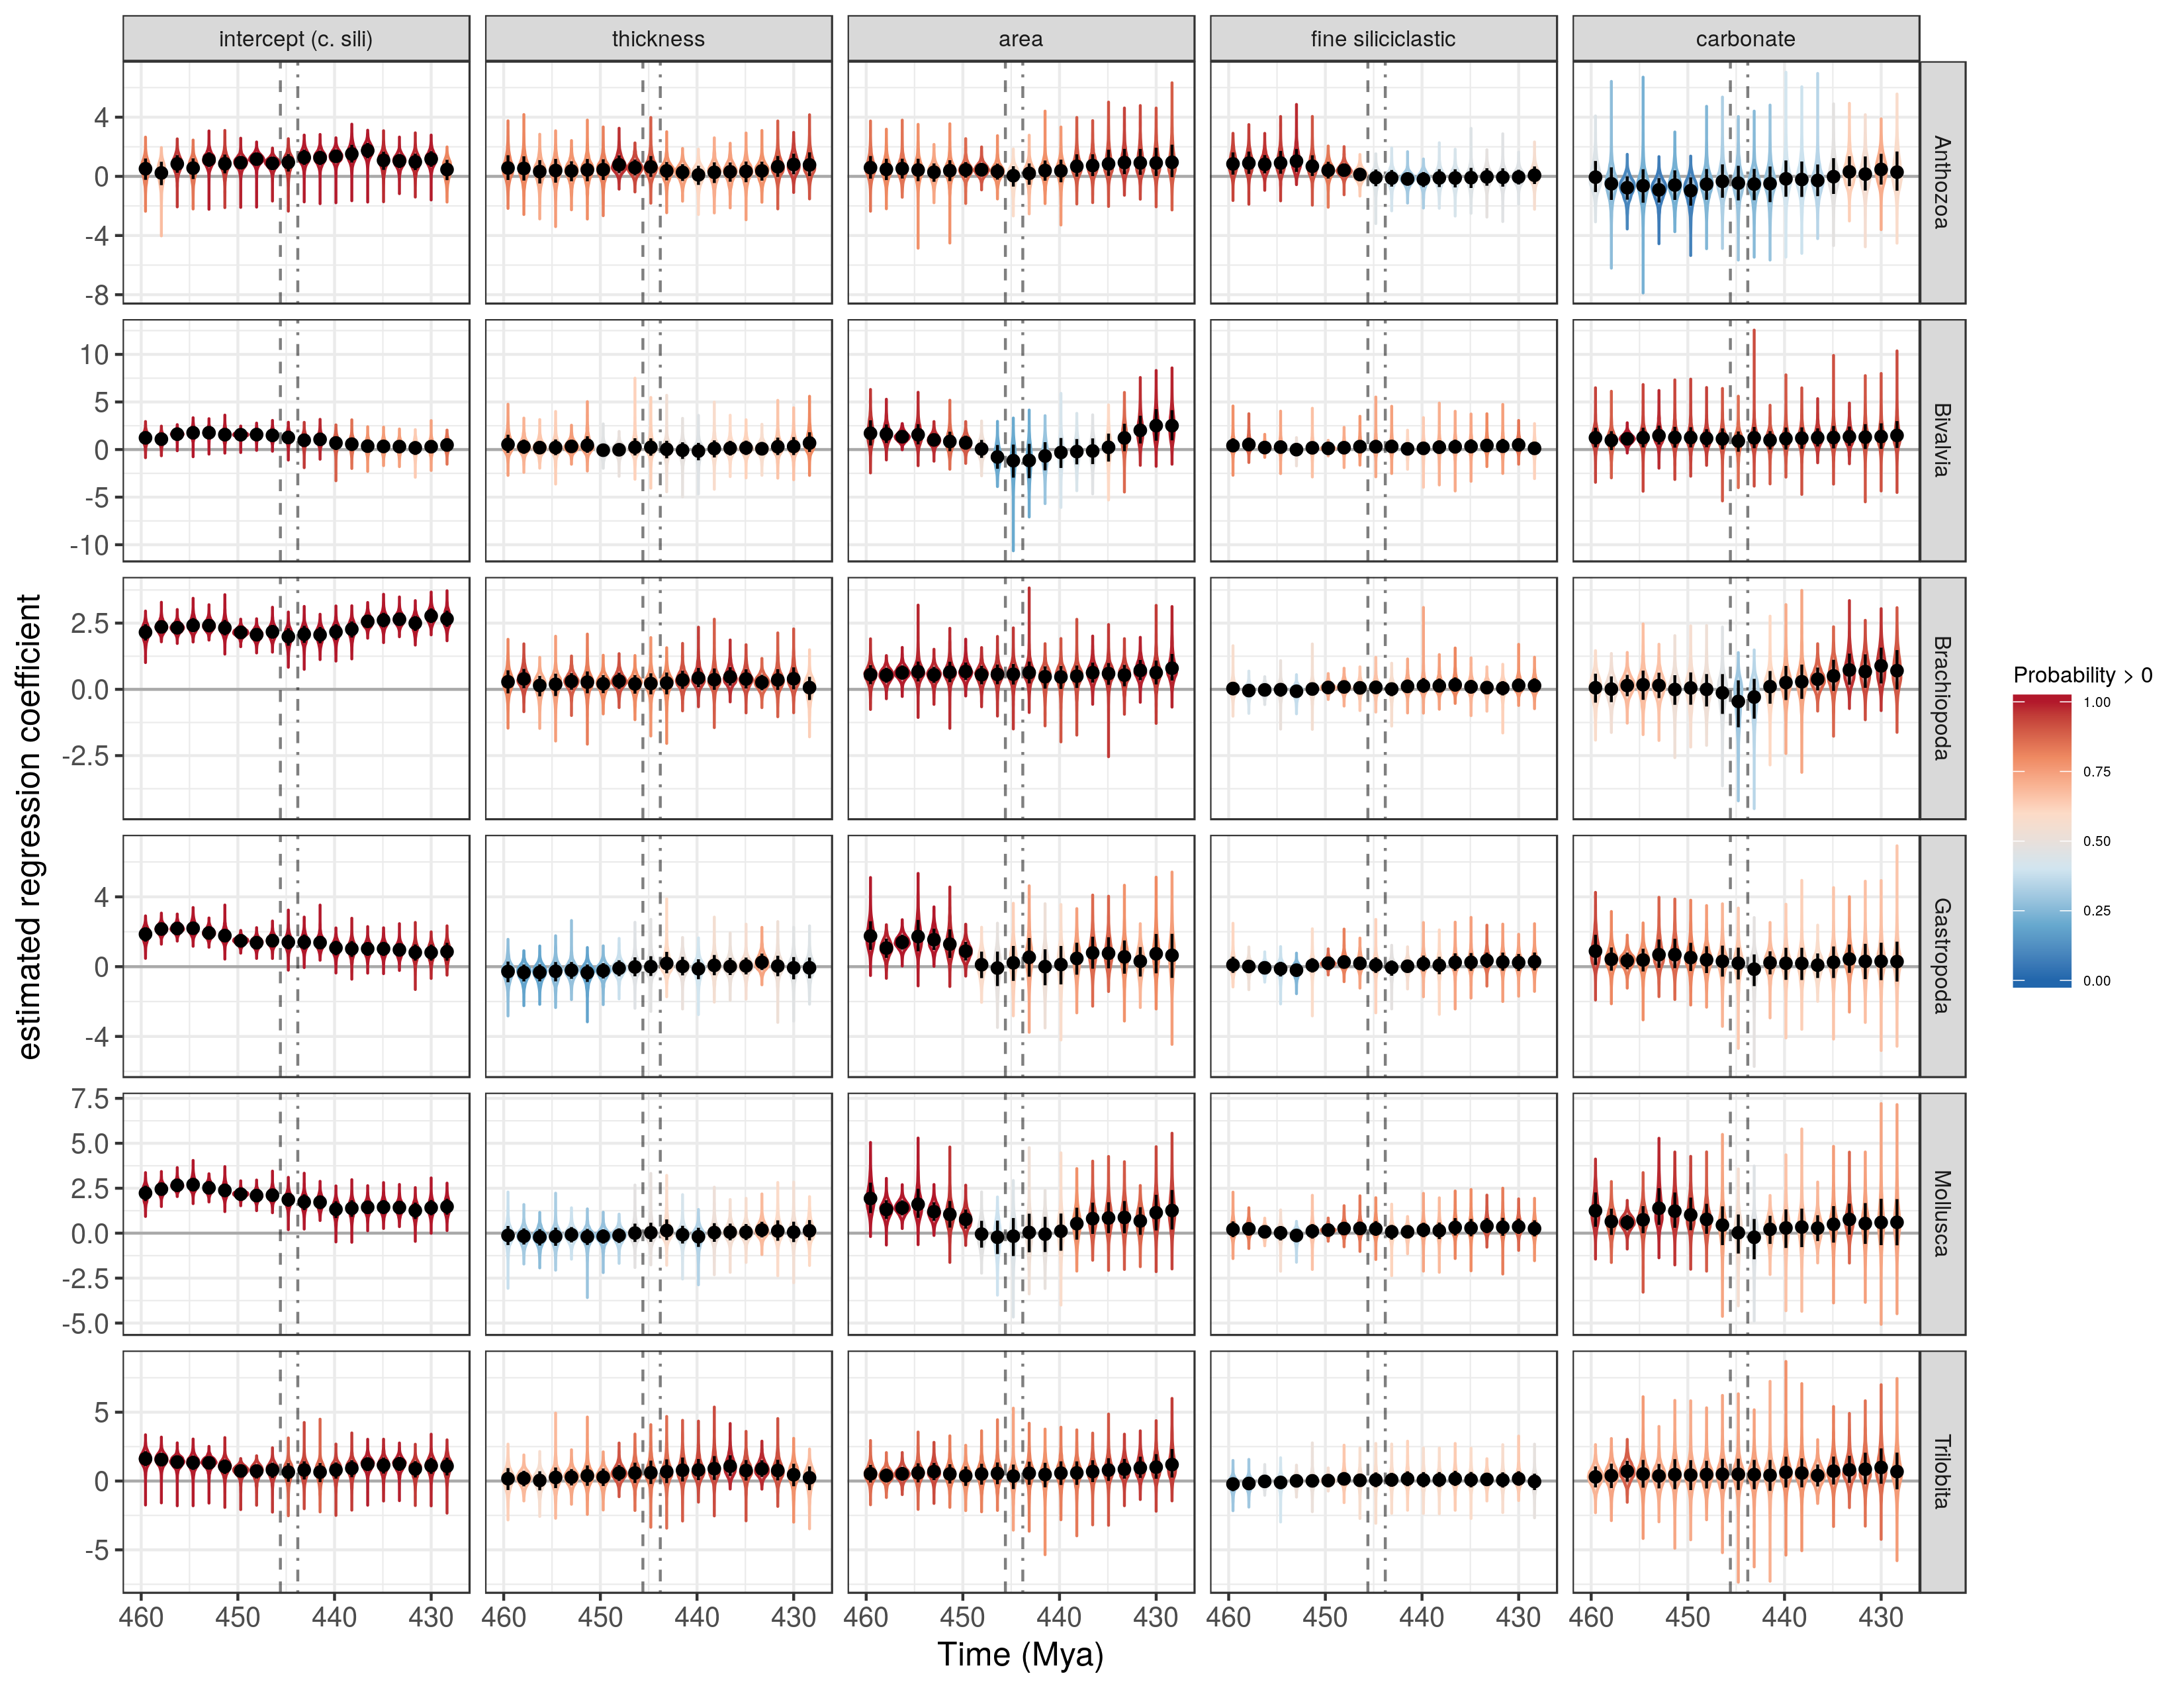 intercept (c. sili) thickness area fine siliciclastic carbonate
4
0
-4
-8
Anthozoa
10
5
0
-5
-10
Bivalvia
2.5
0.0
-2.5
Brachiopoda
4
0
-4
Gastropoda
7.5
5.0
2.5
0.0
-2.5
-5.0
Mollusca
5
0
-5
Trilobita
460 450 440 430 460 450 440 430 460 450 440 430 460 450 440 430 460 450 440 430
Time (Mya)
estimated regression coefficient
Probability > 0
1.00
0.75
0.50
0.25
0.00